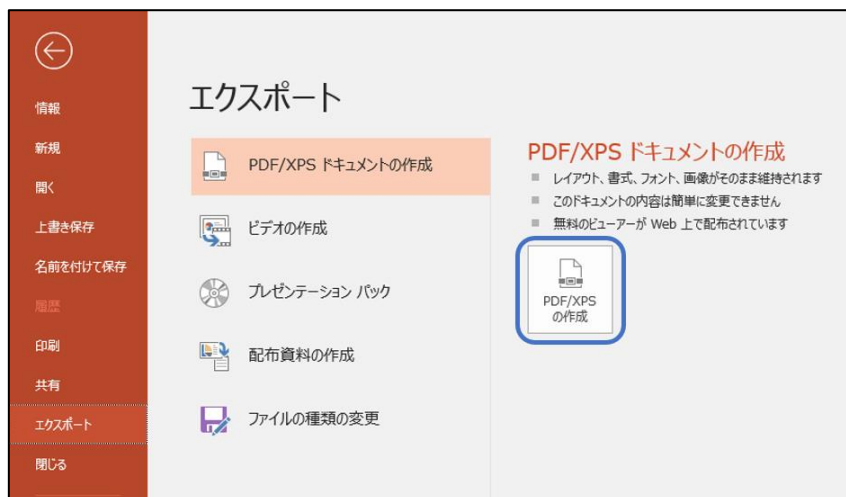 情報
新規
開く
上書き保存
名前を付けて保存
履歴
印刷
共有
エクスポート
閉じる
エクスポート
PDF/XPS ドキュメントの作成
ビデオの作成
プレゼンテーション パック
配布資料の作成
ファイルの種類の変更
PDF/XPS ドキュメントの作成
レイアウト、書式、フォント、画像がそのまま維持されます
このドキュメントの内容は簡単に変更できません
無料のビューアーが Web 上で配布されています
PDF/XPS
の作成